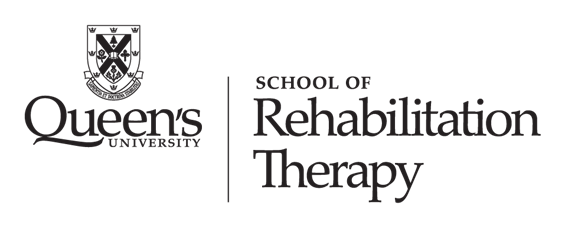 Queen's
UNIVERSITY
SCHOOL OF
Rehabilitation
Therapy